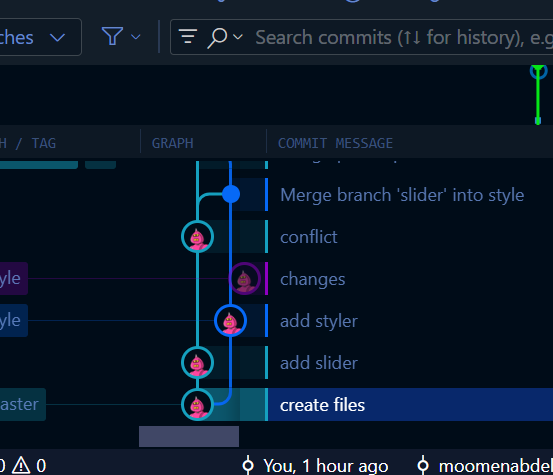 ches
Search commits (↑↓ for history), e.g
H / TAG GRAPH COMMIT MESSAGE
Merge branch 'slider' into style
conflict
yle changes
yle add styler
add slider
aster create files
0 0 You, 1 hour ago moomenabdel